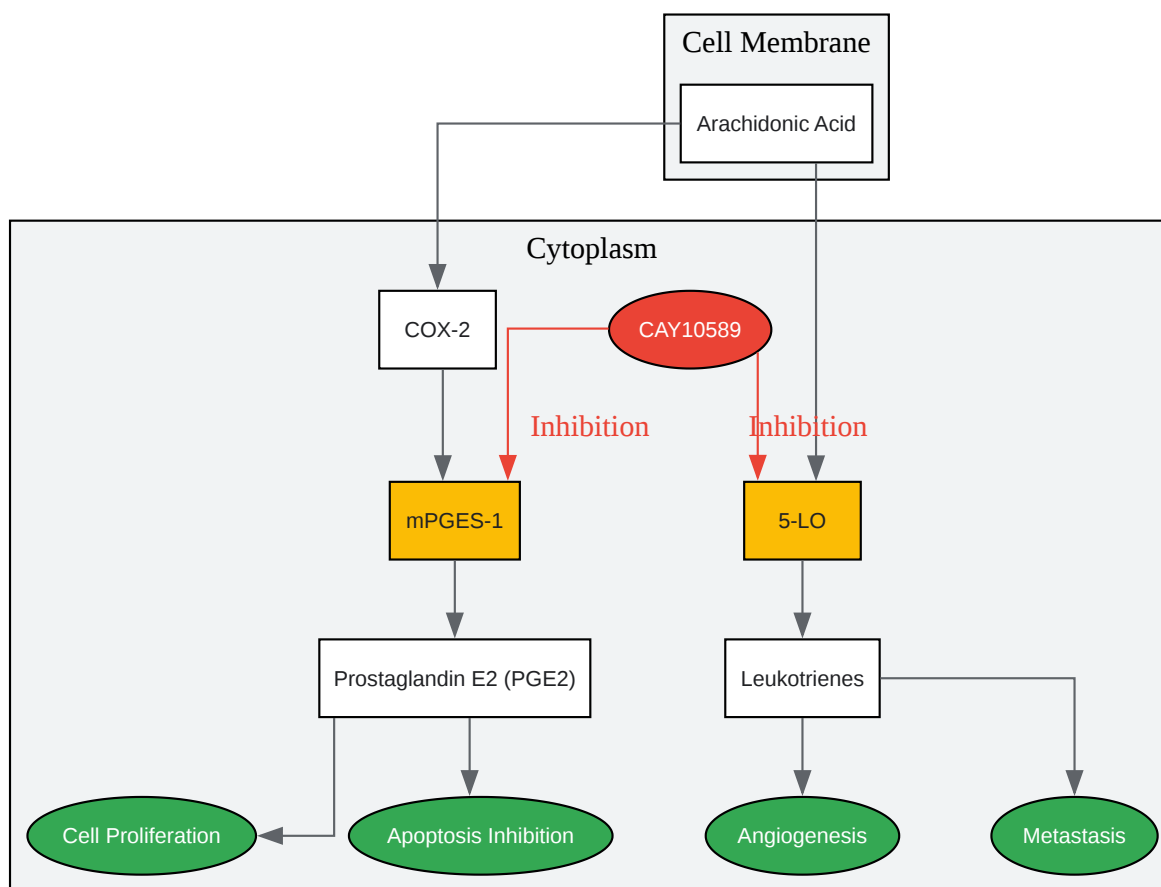 Cell Membrane
Arachidonic Acid
Cytoplasm
COX-2
CAY10589
Inhibition
Inhibition
mPGES-1
5-LO
Prostaglandin E2 (PGE2)
Leukotrienes
Cell Proliferation
Apoptosis Inhibition
Angiogenesis
Metastasis